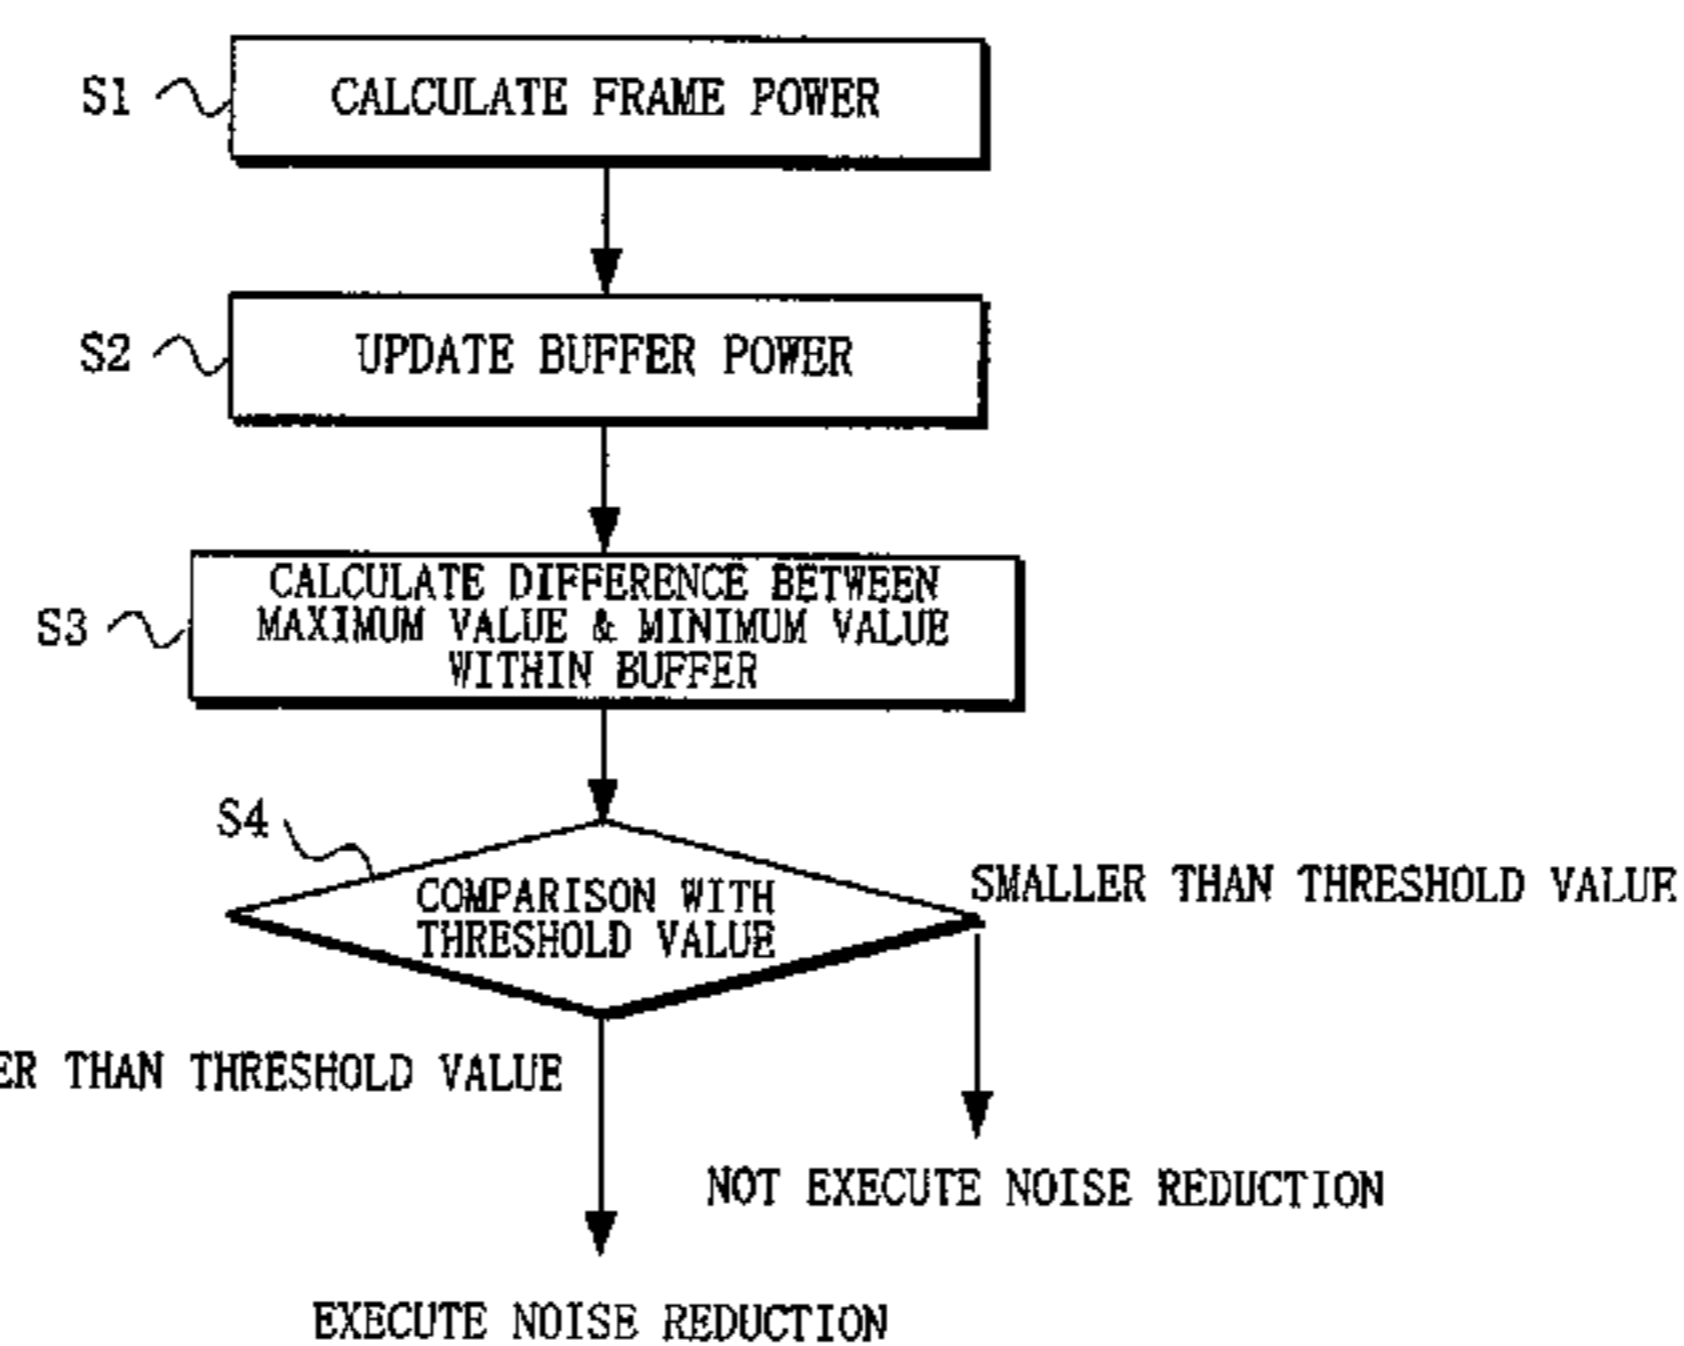 S1
CALCULATE FRAME POWER
S2
UPDATE BUFFER POWER
S3
CALCULATE DIFFERENCE BETWEEN
MAXIMUM VALUE & MINIMUM VALUE
WITHIN BUFFER
S4
COMPARISON WITH
THRESHOLD VALUE
SMALLER THAN THRESHOLD VALUE
THAN THRESHOLD VALUE
NOT EXECUTE NOISE REDUCTION
EXECUTE NOISE REDUCTION